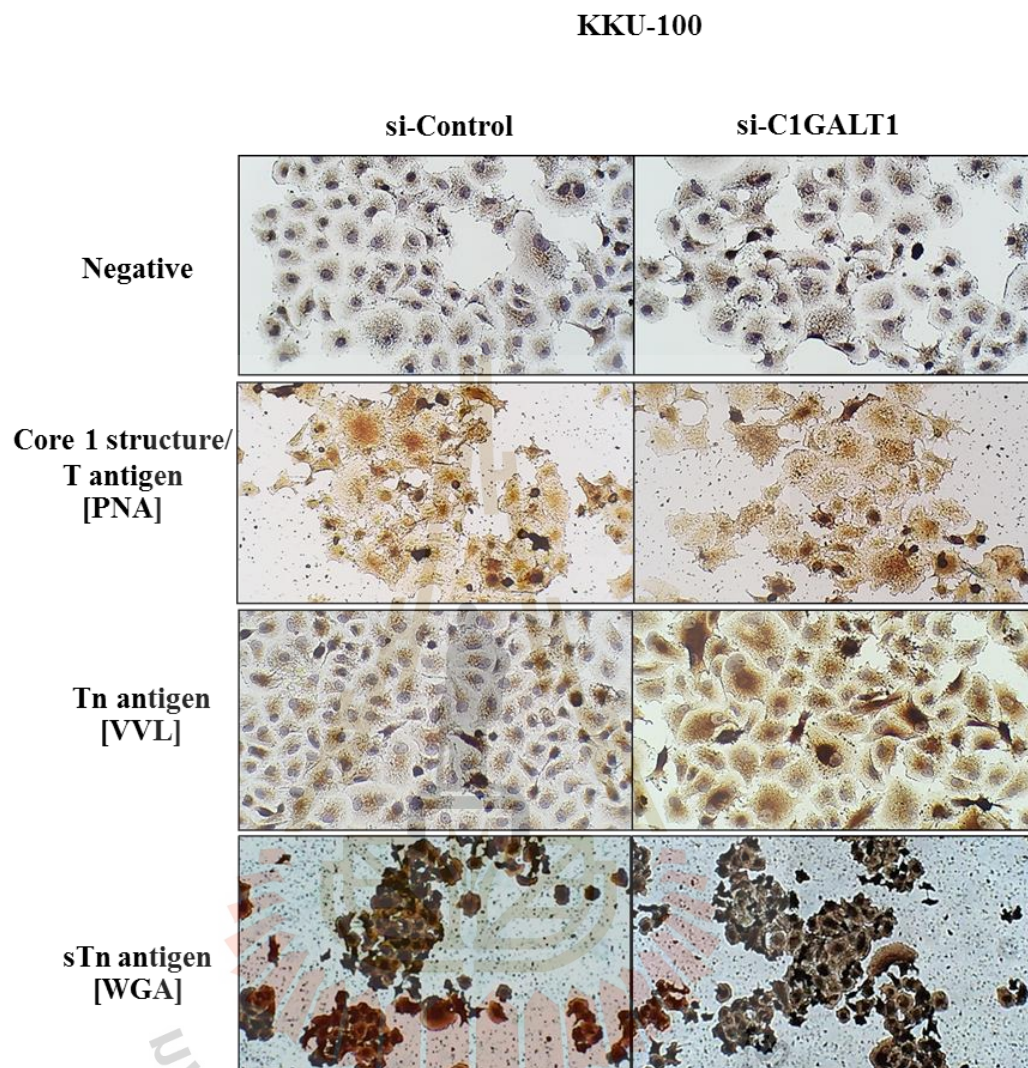 KKU-100
si-Control
si-C1GALT1
Negative
Core 1 structure/
T antigen
[PNA]
Tn antigen
[VVL]
sTn antigen
[WGA]